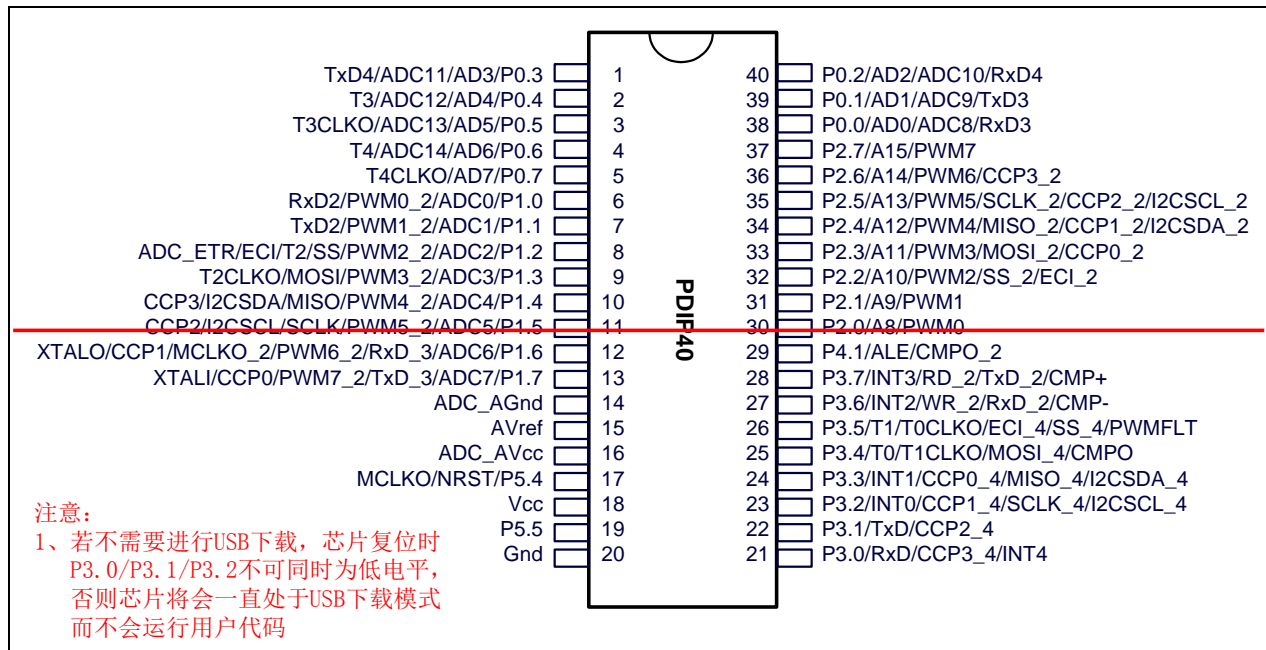 TxD4/ADC11/AD3/P0.3 1 40 P0.2/AD2/ADC10/RxD4
T3/ADC12/AD4/P0.4 2 39 P0.1/AD1/ADC9/TxD3
T3CLKO/ADC13/AD5/P0.5 3 38 P0.0/AD0/ADC8/RxD3
T4/ADC14/AD6/P0.6 4 37 P2.7/A15/PWM7
T4CLKO/AD7/P0.7 5 36 P2.6/A14/PWM6/CCP3_2
RxD2/PWM0_2/ADC0/P1.0 6 35 P2.5/A13/PWM5/SCLK_2/CCP2_2/I2CSCL_2
TxD2/PWM1_2/ADC1/P1.1 7 34 P2.4/A12/PWM4/MISO_2/CCP1_2/I2CSDA_2
ADC_ETR/ECI/T2/SS/PWM2_2/ADC2/P1.2 8 33 P2.3/A11/PWM3/MOSI_2/CCP0_2
T2CLKO/MOSI/PWM3_2/ADC3/P1.3 9 32 P2.2/A10/PWM2/SS_2/ECI_2
CCP3/I2CSDA/MISO/PWM4_2/ADC4/P1.4 10 31 P2.1/A9/PWM1
CCP2/I2CSCL/SCLK/PWM5_2/ADC5/P1.5 11 30 P2.0/A8/PWM0
XTALO/CCP1/MCLKO_2/PWM6_2/RxD_3/ADC6/P1.6 12 29 P4.1/ALE/CMPO_2
XTALI/CCP0/PWM7_2/TxD_3/ADC7/P1.7 13 28 P3.7/INT3/RD_2/TxD_2/CMP+
ADC_AGnd 14 27 P3.6/INT2/WR_2/RxD_2/CMP-
AVref 15 26 P3.5/T1/T0CLKO/ECI_4/SS_4/PWMFLT
ADC_AVcc 16 25 P3.4/T0/T1CLKO/MOSI_4/CMPO
MCLKO/NRST/P5.4 17 24 P3.3/INT1/CCP0_4/MISO_4/I2CSDA_4
Vcc 18 23 P3.2/INT0/CCP1_4/SCLK_4/I2CSCL_4
P5.5 19 22 P3.1/TxD/CCP2_4
Gnd 20 21 P3.0/RxD/CCP3_4/INT4
PDIP40
注意：
1、若不需要进行USB下载，芯片复位时
P3.0/P3.1/P3.2不可同时为低电平，
否则芯片将会一直处于USB下载模式
而不会运行用户代码